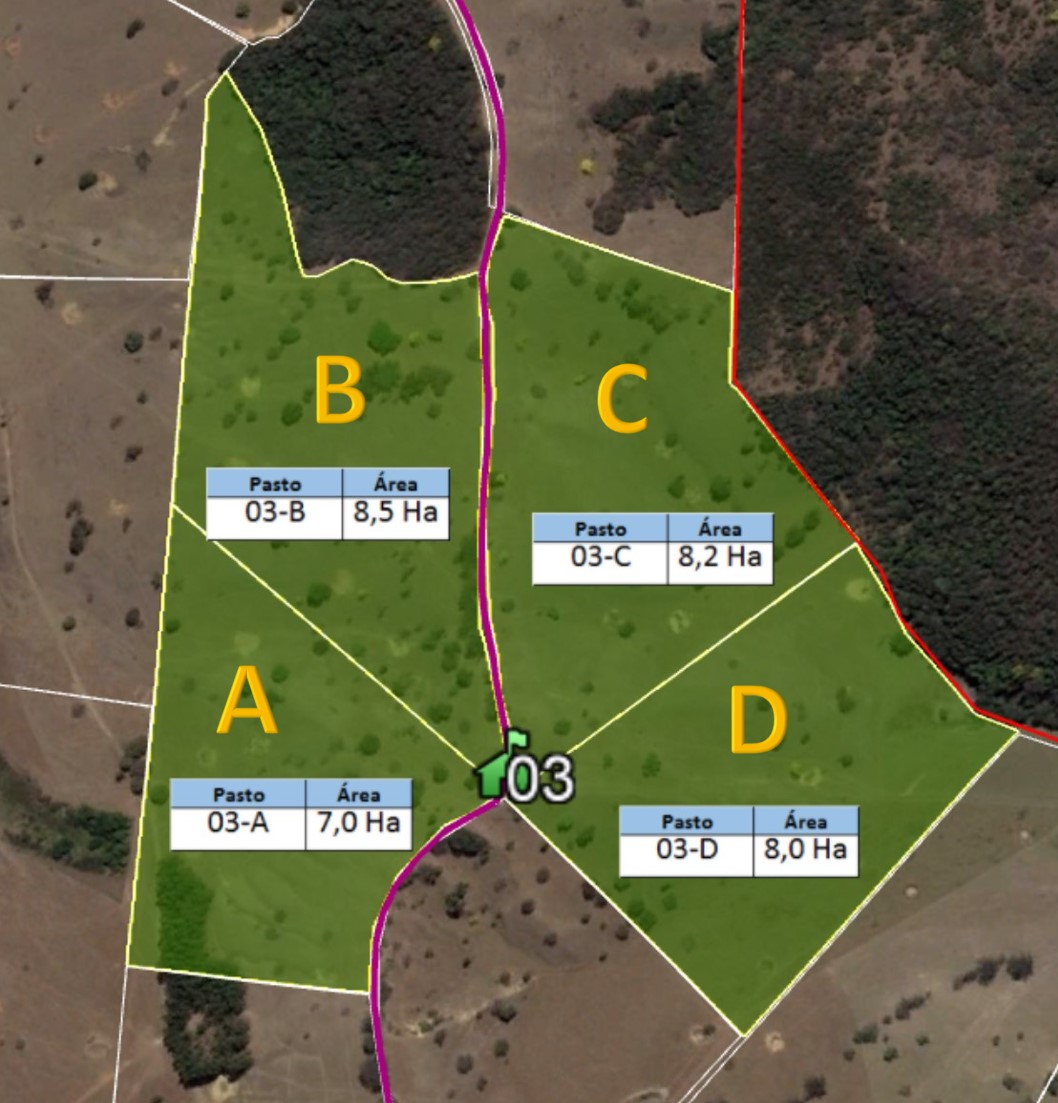 B
Pasto Área
03-B 8,5 Ha
C
Pasto Área
03-C 8,2 Ha
A
Pasto Área
03-A 7,0 Ha
D
Pasto Área
03-D 8,0 Ha
03